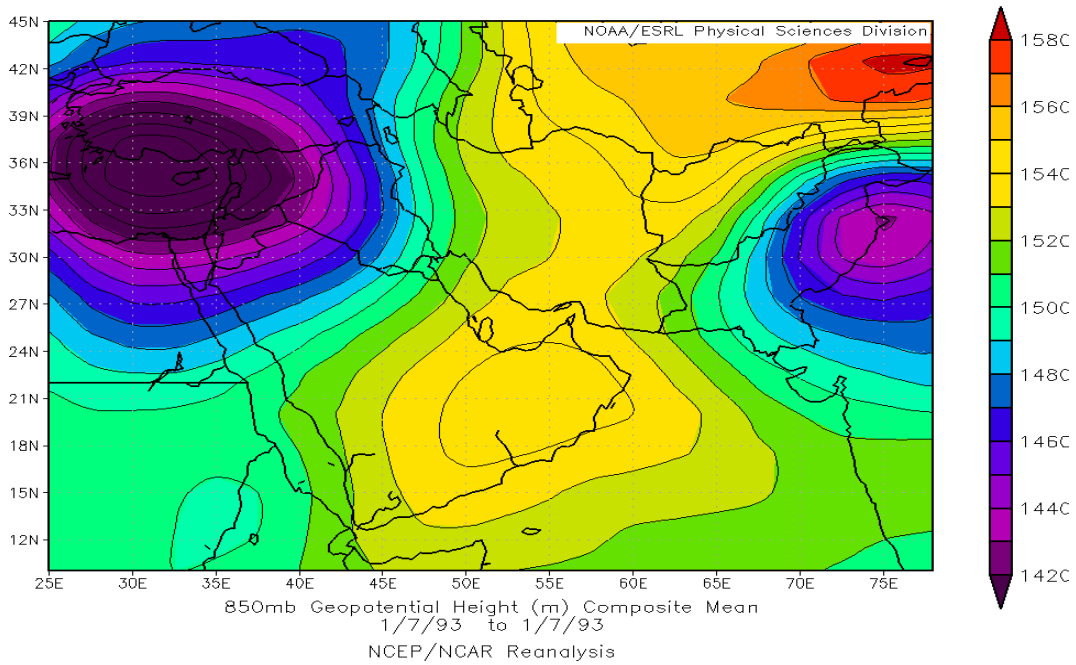 NOAA/ESRL Physical Sciences Division
45N
42N
39N
36N
33N
30N
27N
24N
21N
18N
15N
12N
25E 30E 35E 40E 45E 50E 55E 60E 65E 70E 75E
1580
1560
1540
1520
1500
1480
1460
1440
1420
850mb Geopotential Height (m) Composite Mean
1/7/93 to 1/7/93
NCEP/NCAR Reanalysis